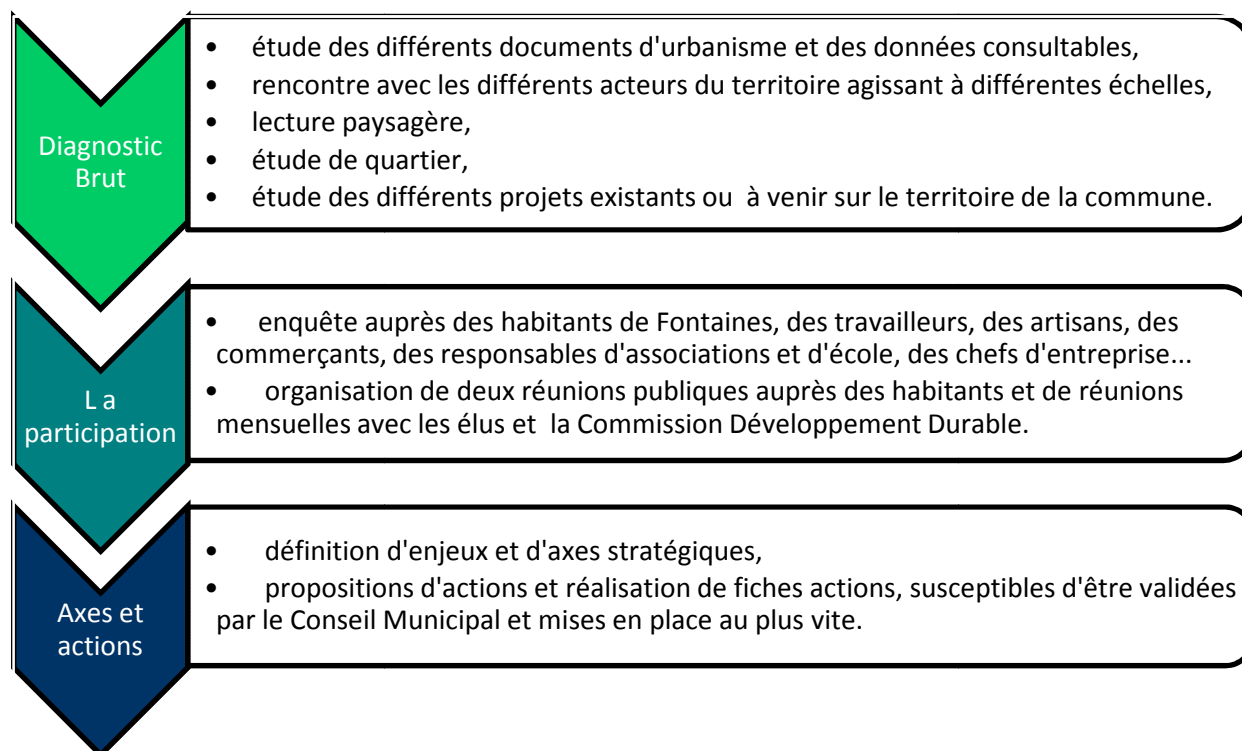 Diagnostic
Brut
• étude des différents documents d'urbanisme et des données consultables,
• rencontre avec les différents acteurs du territoire agissant à différentes échelles,
• lecture paysagère,
• étude de quartier,
• étude des différents projets existants ou à venir sur le territoire de la commune.
L a
participation
• enquête auprès des habitants de Fontaines, des travailleurs, des artisans, des
commerçants, des responsables d'associations et d'école, des chefs d'entreprise...
• organisation de deux réunions publiques auprès des habitants et de réunions
mensuelles avec les élus et la Commission Développement Durable.
Axes et
actions
• définition d'enjeux et d'axes stratégiques,
• propositions d'actions et réalisation de fiches actions, susceptibles d'être validées
par le Conseil Municipal et mises en place au plus vite.